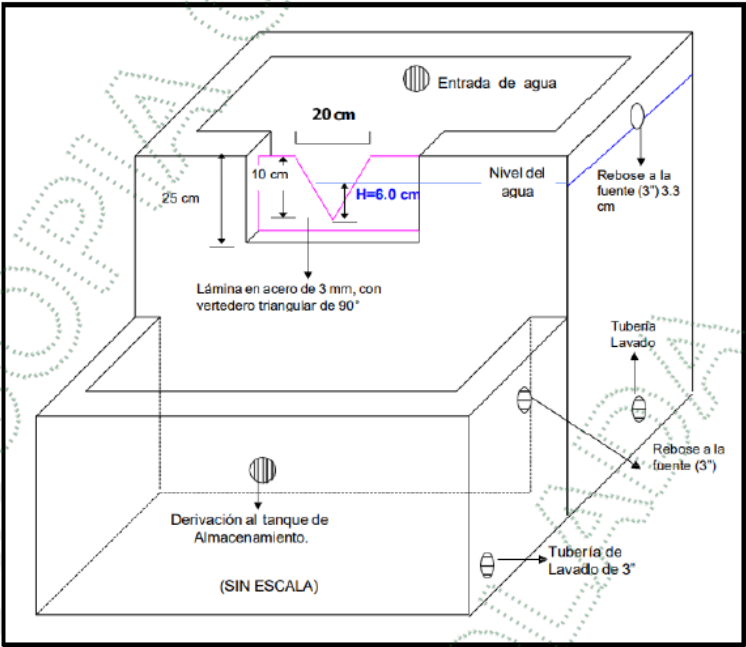 Entrada de agua
20 cm
10 cm
25 cm
H=6.0 cm
Nivel del
agua
Rebose a la
fuente (3") 3.3
cm
Lámina en acero de 3 mm, con
vertedero triangular de 90°
Tubería
Lavado
Rebose a la
fuente (3")
Derivación al tanque de
Almacenamiento.
Tubería de
Lavado de 3"
(SIN ESCALA)